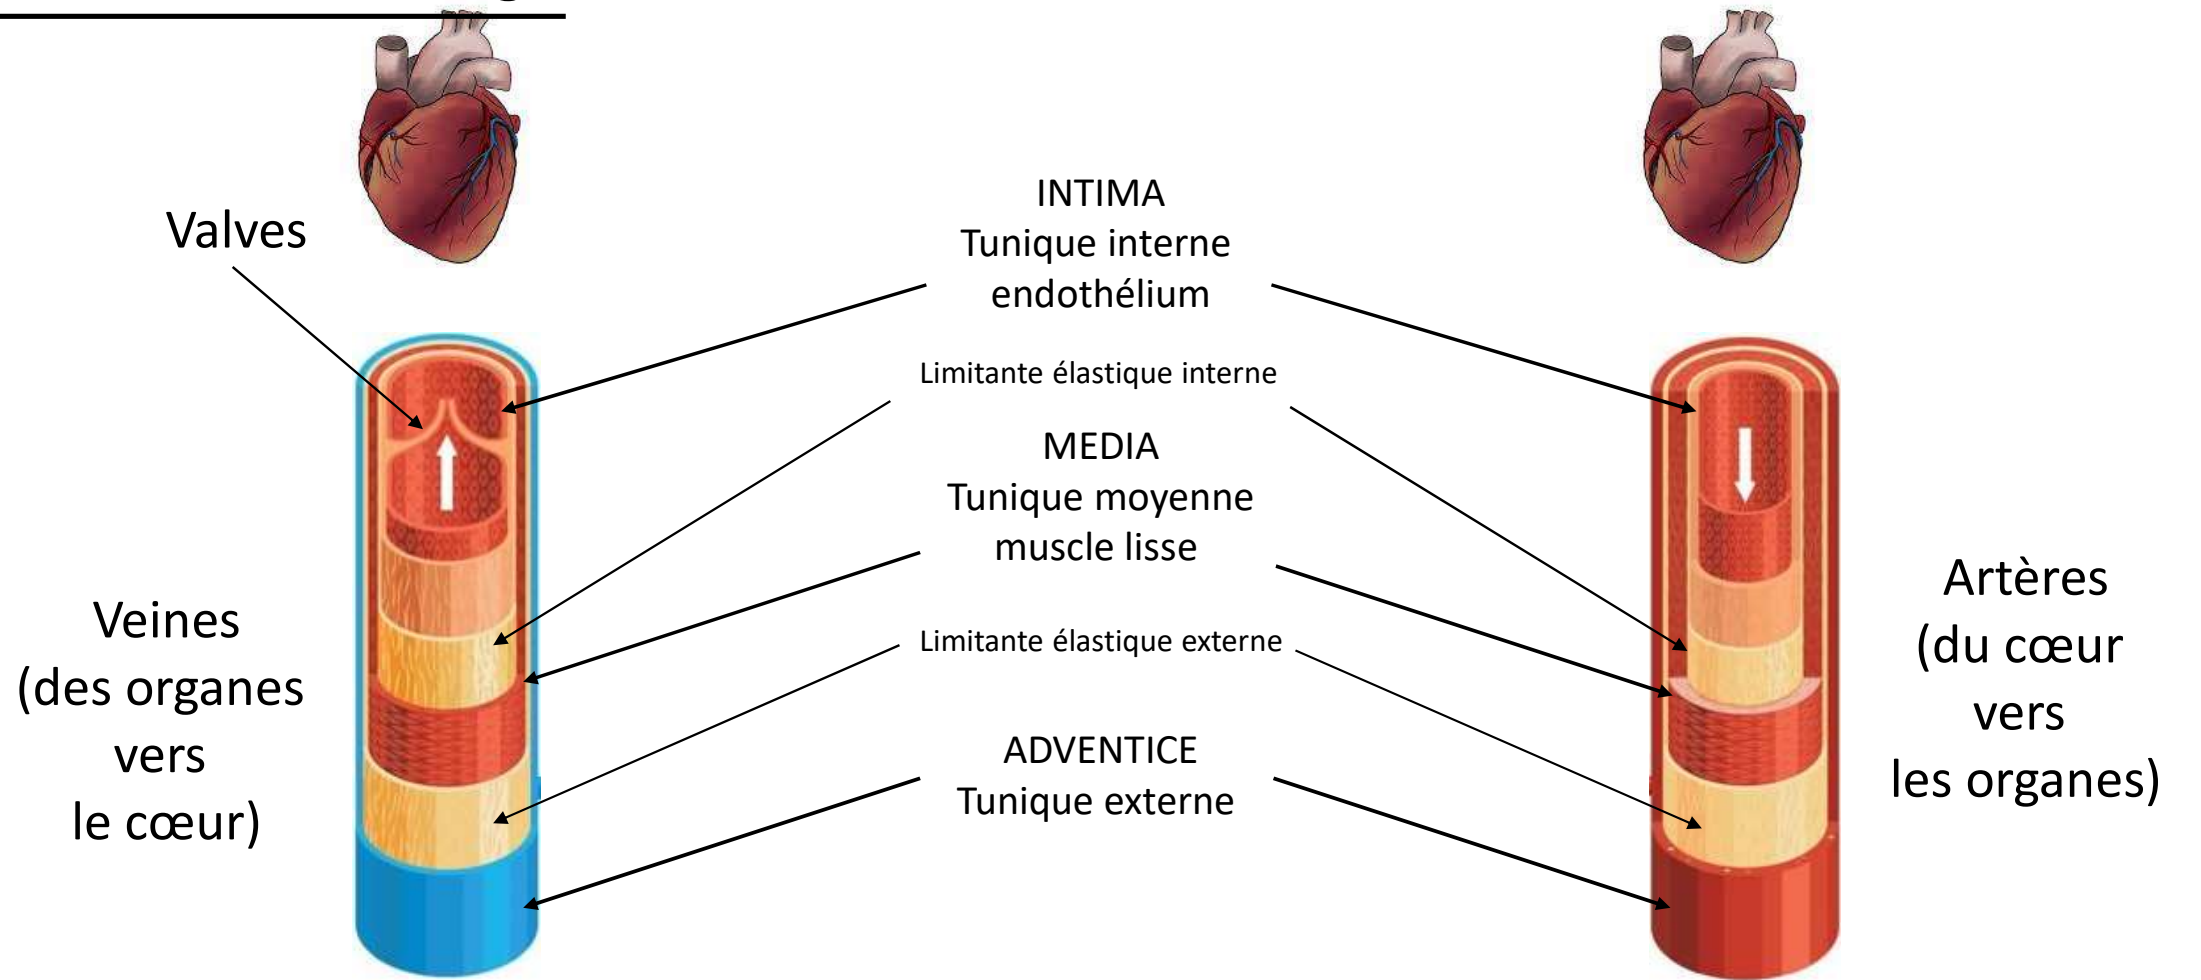 Valves
INTIMA
Tunique interne
endothélium
Limitante élastique interne
MEDIA
Tunique moyenne
muscle lisse
Limitante élastique externe
ADVENTICE
Tunique externe
Veines
(des organes
vers
le cœur)
Artères
(du cœur
vers
les organes)